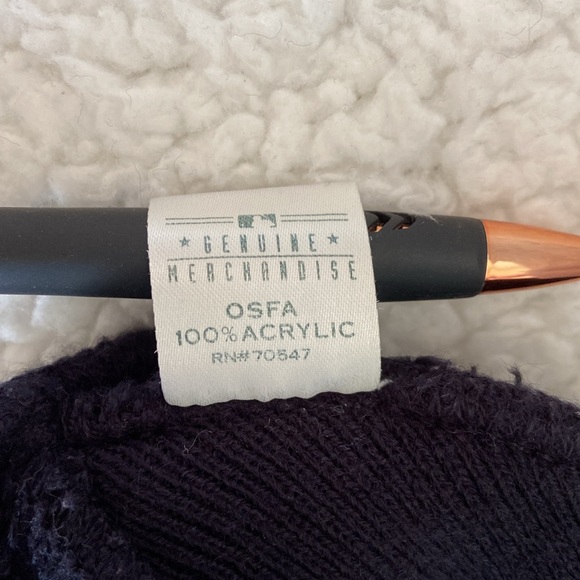 ★ GENUINE ★
MERCHANDISE
OSFA
100% ACRYLIC
RN#70547